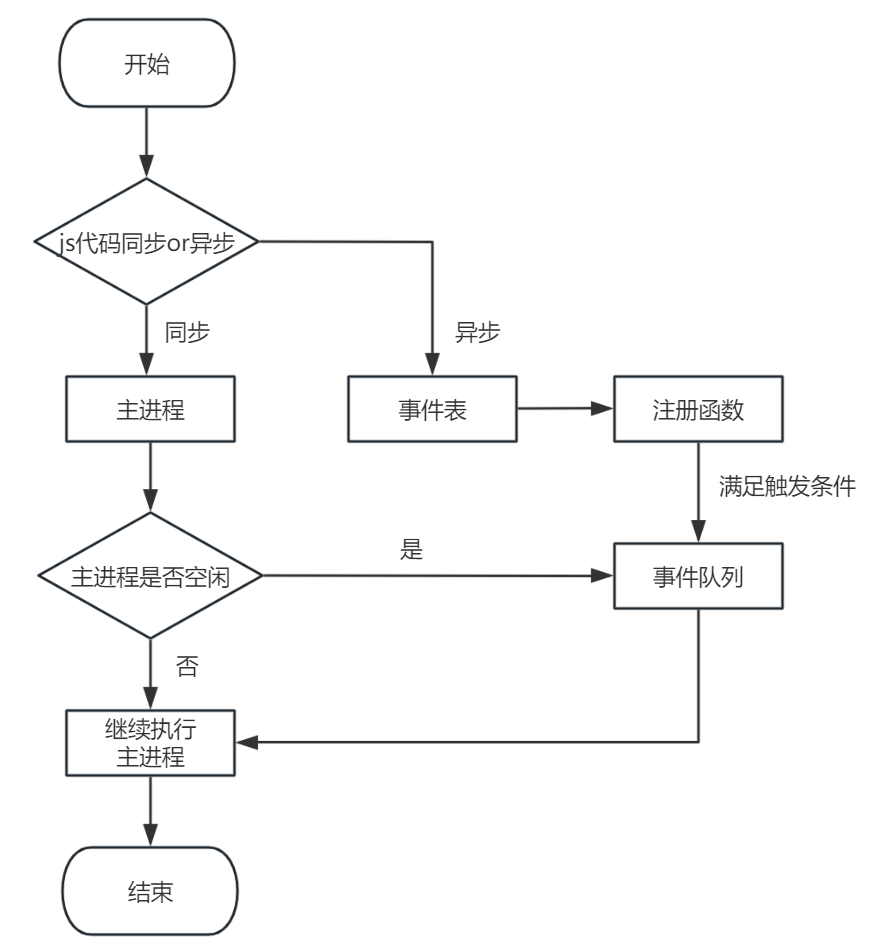 开始
js代码同步or异步
同步
异步
主进程
事件表
注册函数
满足触发条件
是
主进程是否空闲
事件队列
否
继续执行
主进程
结束